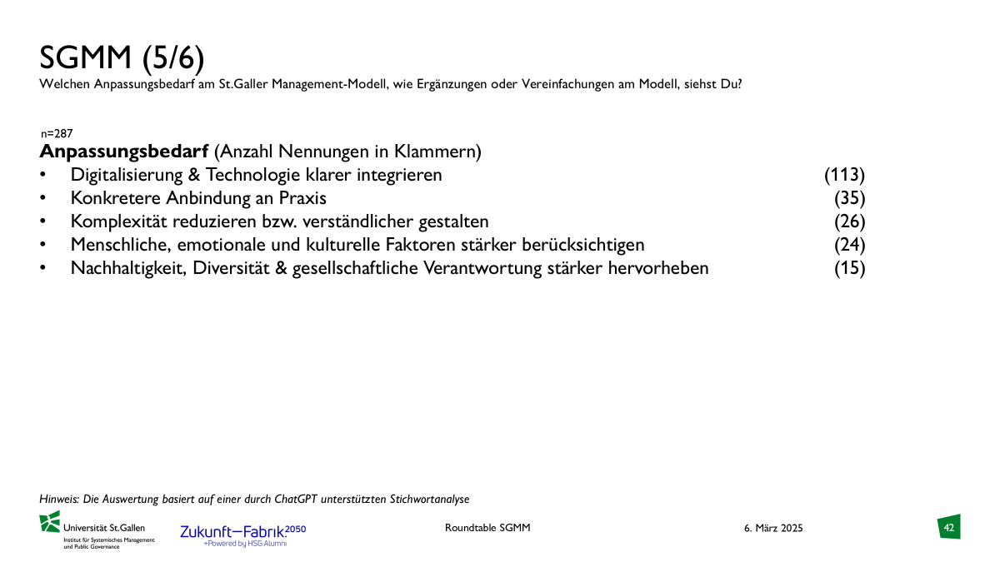 SGMM (5/6)
Welchen Anpassungsbedarf am St.Galler Management-Modell, wie Ergänzungen oder Vereinfachungen am Modell, siehst Du?
n=287
Anpassungsbedarf (Anzahl Nennungen in Klammern)
• Digitalisierung & Technologie klarer integrieren (113)
• Konkretere Anbindung an Praxis (35)
• Komplexität reduzieren bzw. verständlicher gestalten (26)
• Menschliche, emotionale und kulturelle Faktoren stärker berücksichtigen (24)
• Nachhaltigkeit, Diversität & gesellschaftliche Verantwortung stärker hervorheben (15)
Hinweis: Die Auswertung basiert auf einer durch ChatGPT unterstützten Stichwortanalyse
Universität St.Gallen
Institut für Systemisches Management
und Public Governance
Zukunft—Fabrik.2050
+Powered by HSG Alumni
Roundtable SGMM
6. März 2025
42